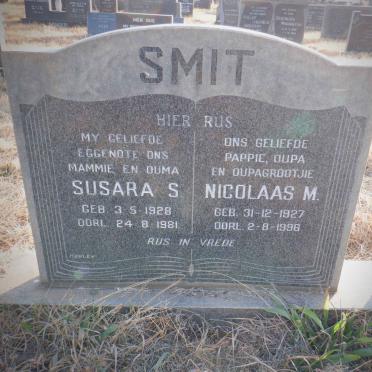 SMIT
HIER RUS
MY GELIEFDE
EGGENOTE ONS
MAMMIE EN OUMA
SUSARA S.
GEB. 3-5-1928
OORL. 24-8-1981
ONS GELIEFDE
PAPPIE, OUPA
EN OUPAGROOTJIE
NICOLAAS M.
GEB. 31-12-1927
OORL. 2-8-1996
RUS IN VREDE